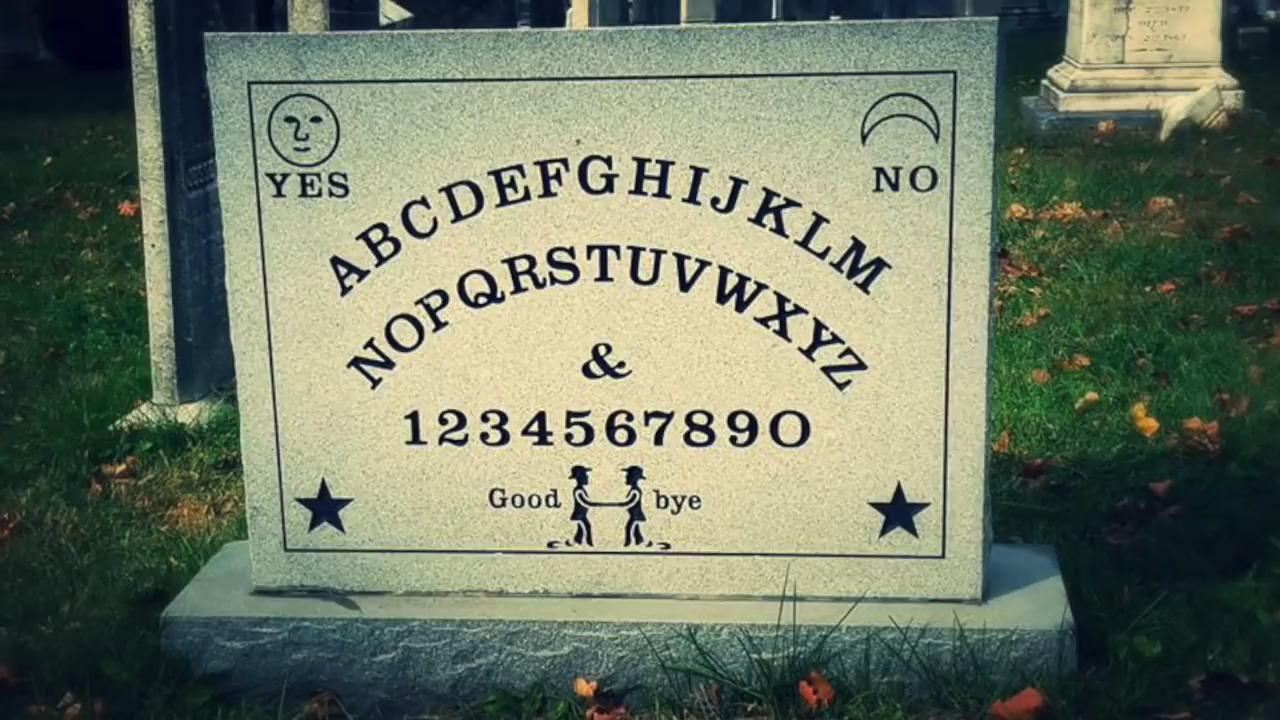 YES NO
ABCDEFGHIJKLM
NOPQRSTUVWXYZ
&
1234567890
Good bye